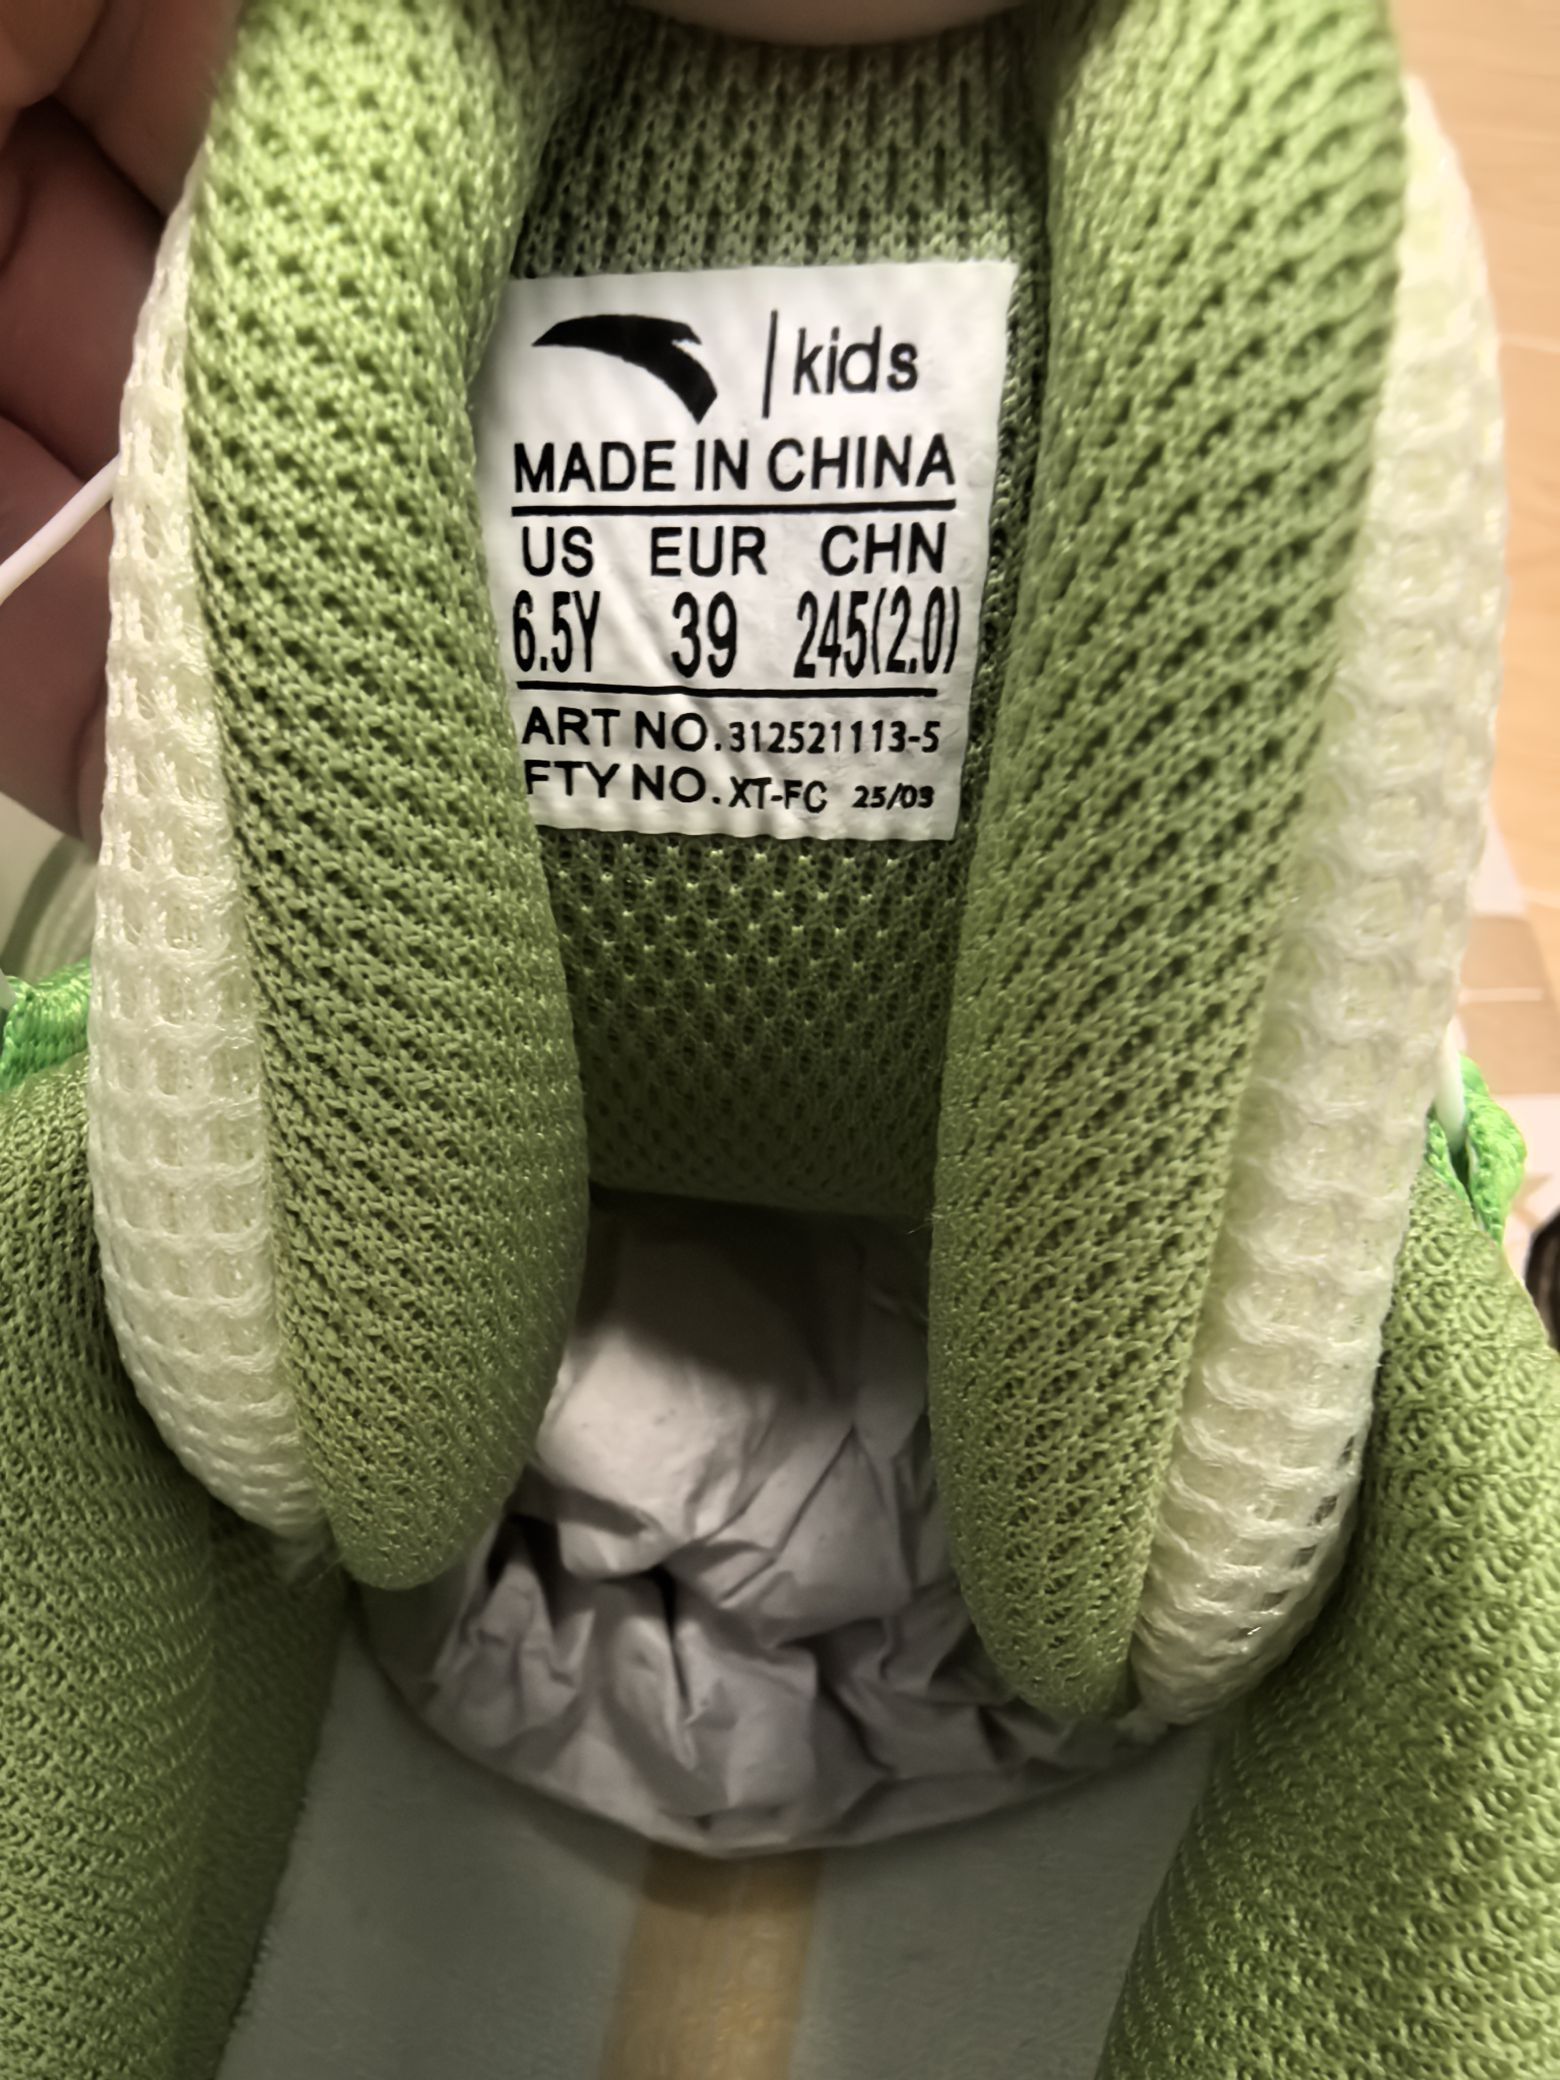 kids
MADE IN CHINA
US EUR CHN
6.5Y 39 245(2.0)
ART NO. 312521113-5
FTY NO. XT-FC 25/09